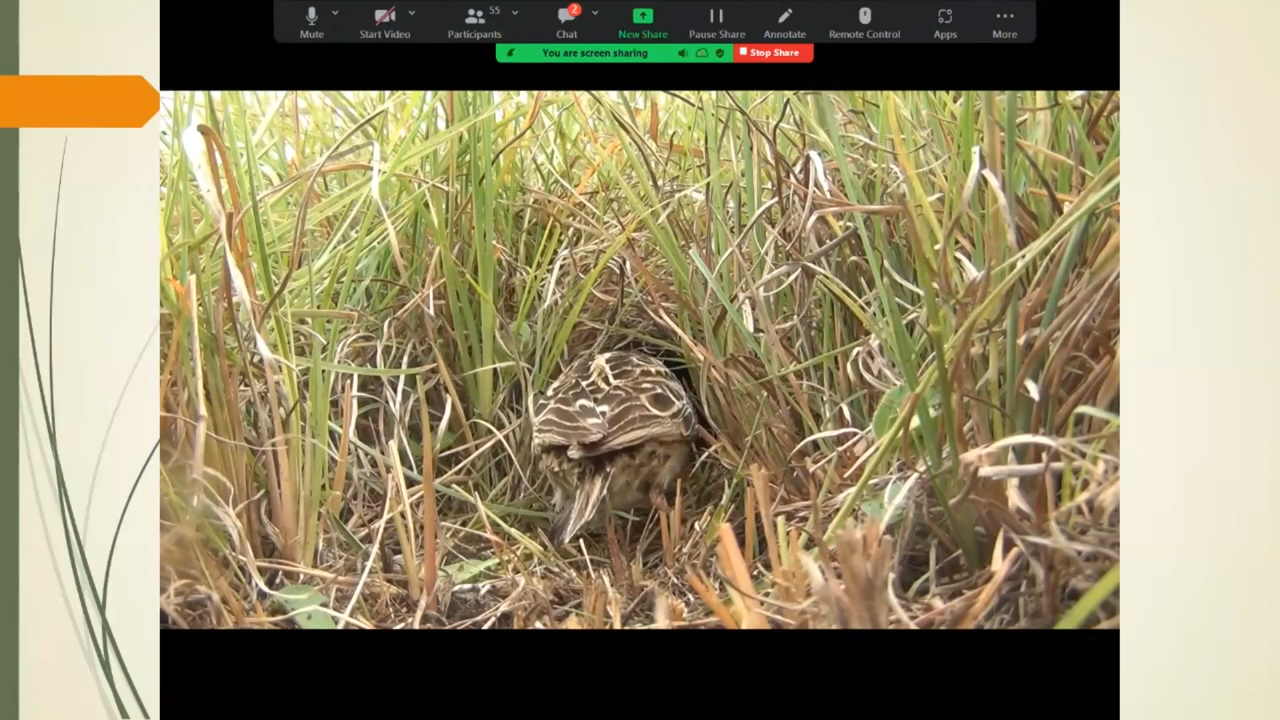 Mute
Start Video
55
Participants
2
Chat
New Share
Pause Share
Annotate
Remote Control
Apps
More
You are screen sharing
Stop Share